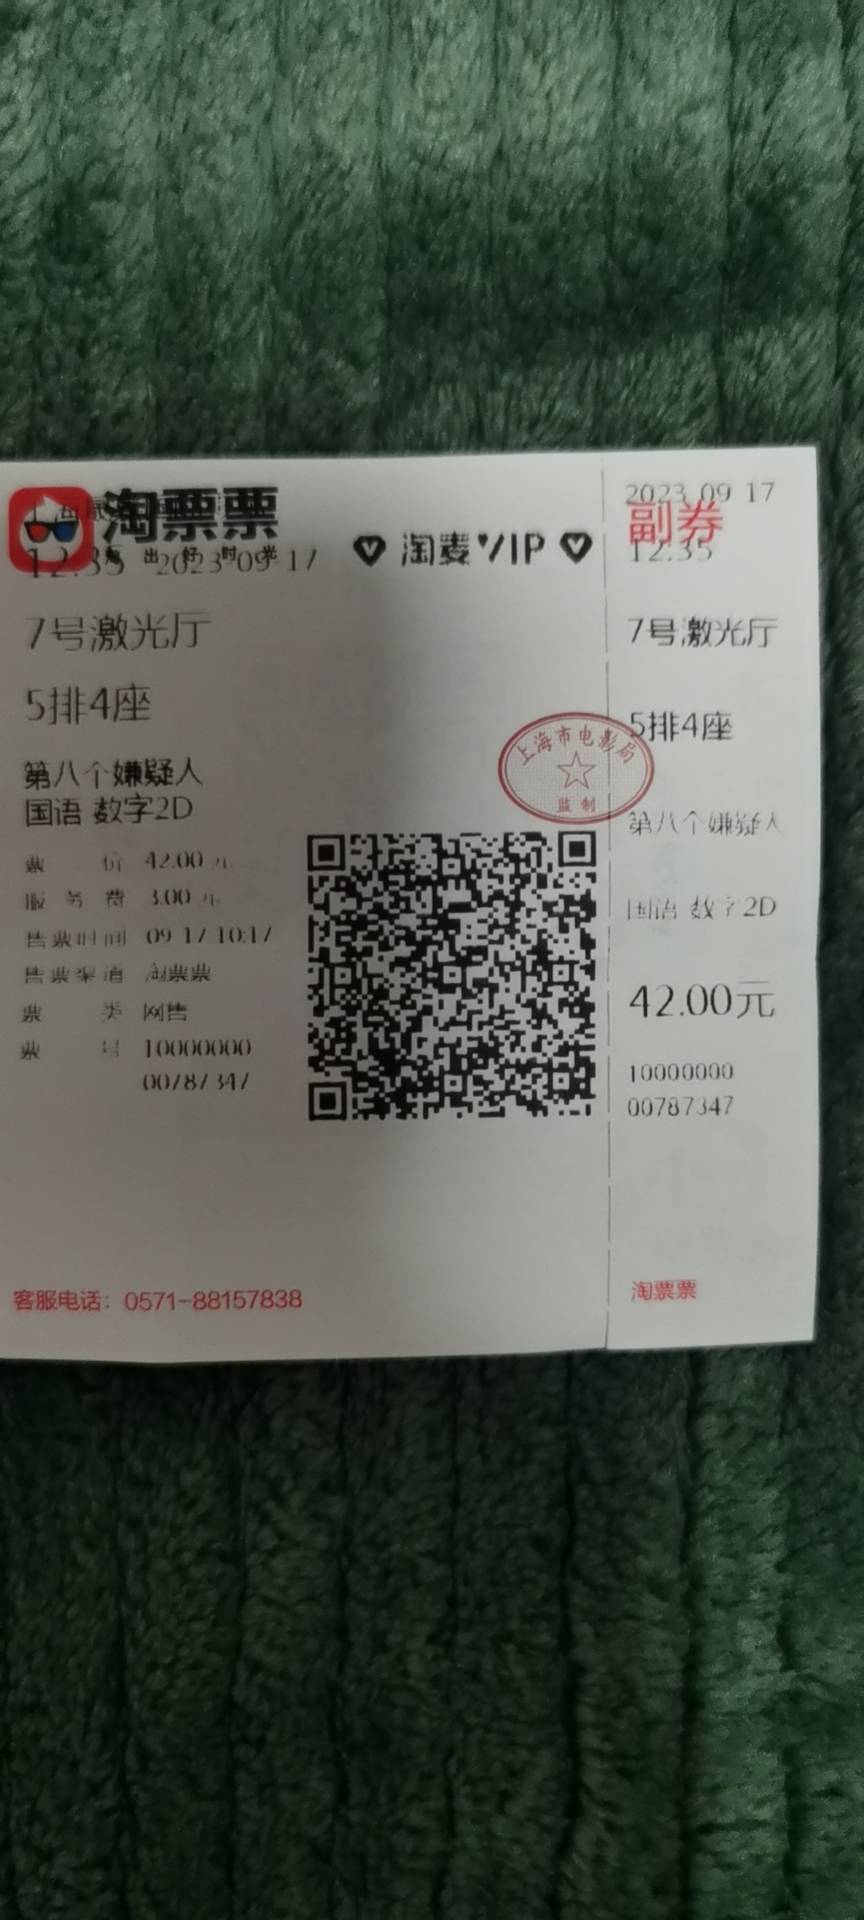 淘票票
12:35 2023-09-17
淘麦VIP
7号激光厅
5排4座
第八个嫌疑人
国语 数字2D
票价 42.00元
服务费 3.00元
售票时间 09-17 10:17
售票渠道 淘票票
票类 网售
票号 10000000
00787347
客服电话：0571-88157838
上海市电影局
监制
2023-09-17
副券
12:35
7号激光厅
5排4座
第八个嫌疑人
国语 数字2D
42.00元
10000000
00787347
淘票票